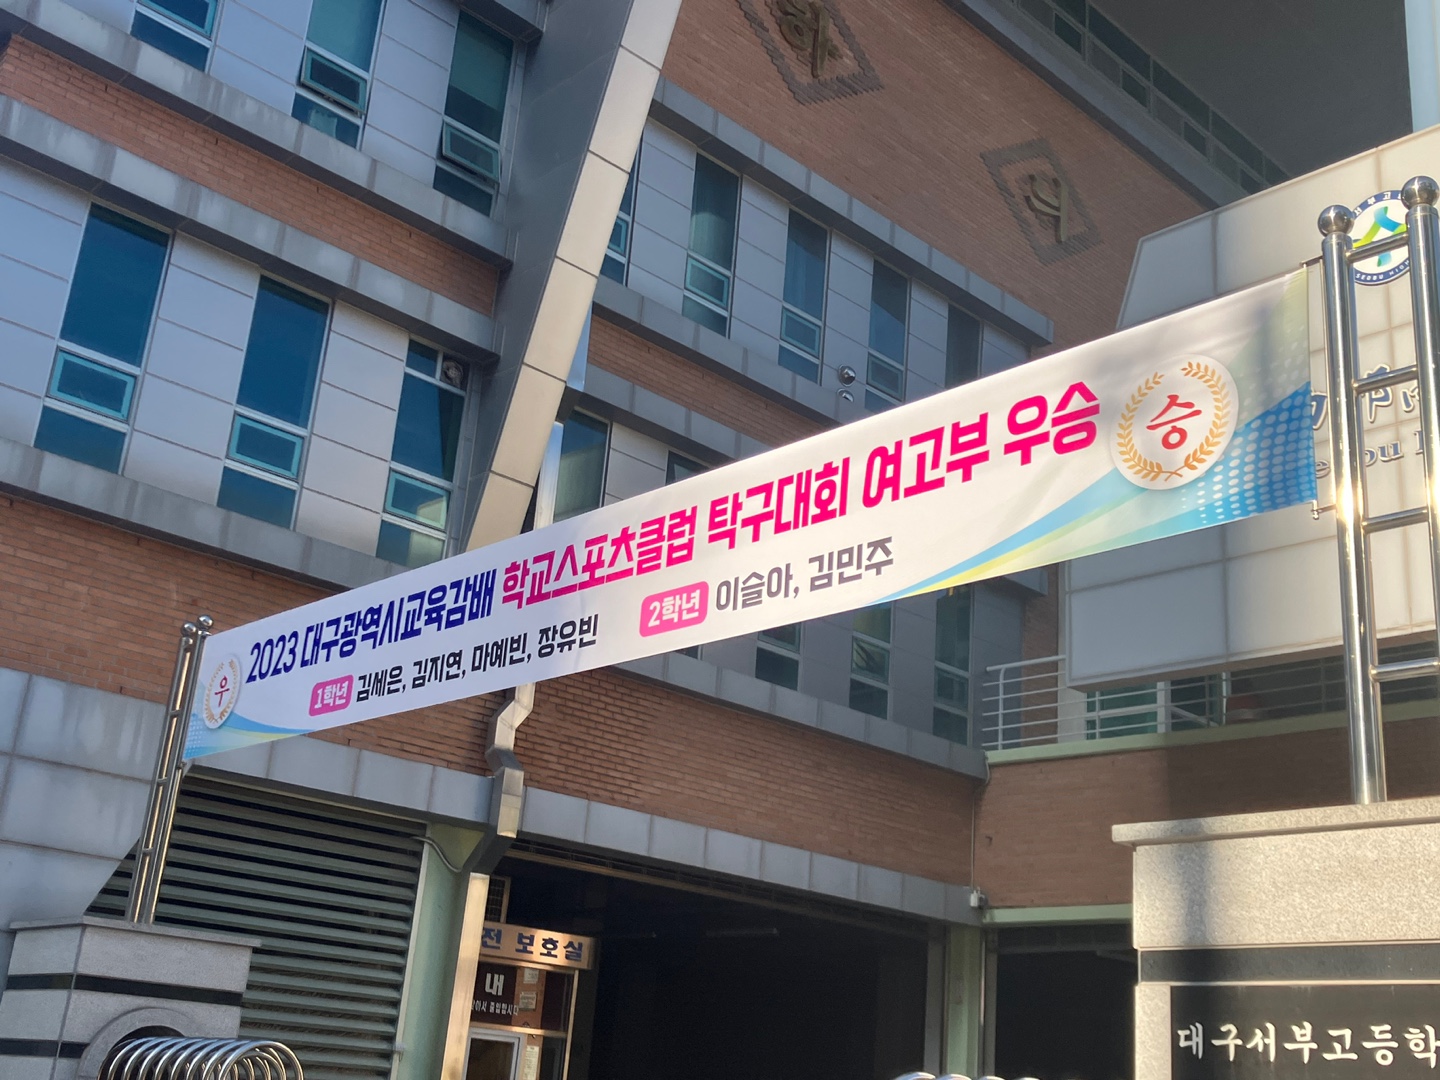 하
서
2023 대구광역시교육감배 학교스포츠클럽 탁구대회 여고부 우승
우
승
1학년 김세은, 김지연, 마예빈, 장유빈
2학년 이슬아, 김민주
전 보호실
내
대구서부고등학